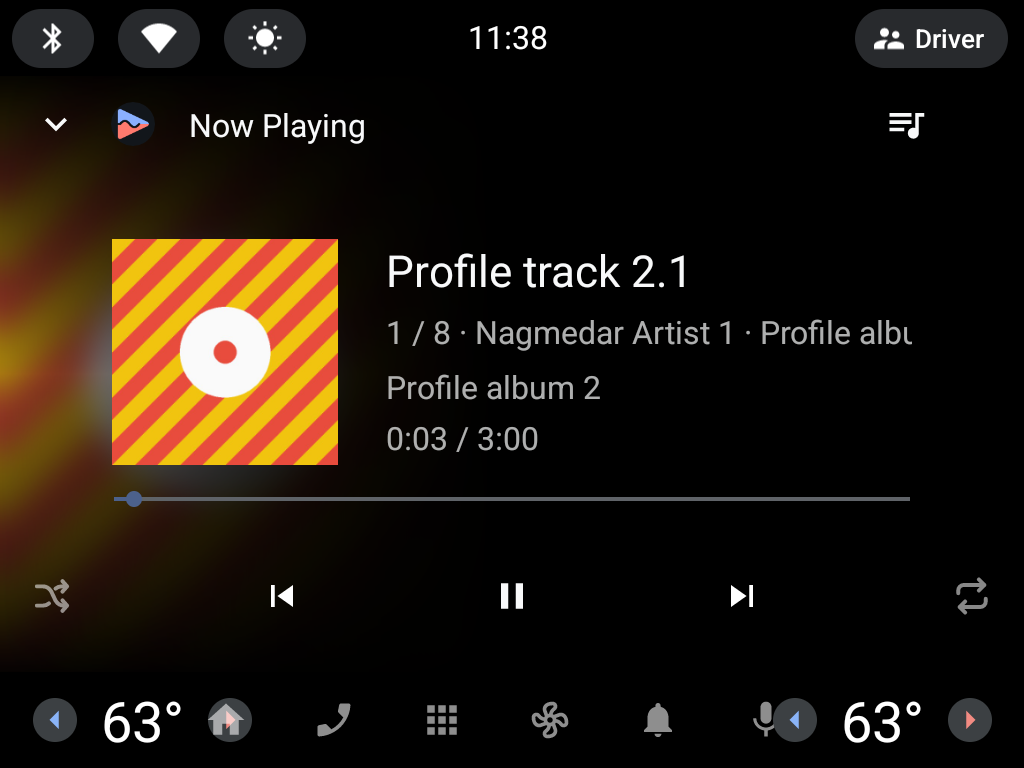 11:38
Driver
Now Playing
Profile track 2.1
1 / 8 · Nagmedar Artist 1 · Profile albu
Profile album 2
0:03 / 3:00
63°
63°